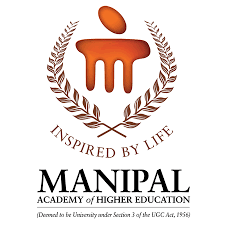 INSPIRED BY LIFE
MANIPAL
ACADEMY of HIGHER EDUCATION
(Deemed to be University under Section 3 of the UGC Act, 1956)